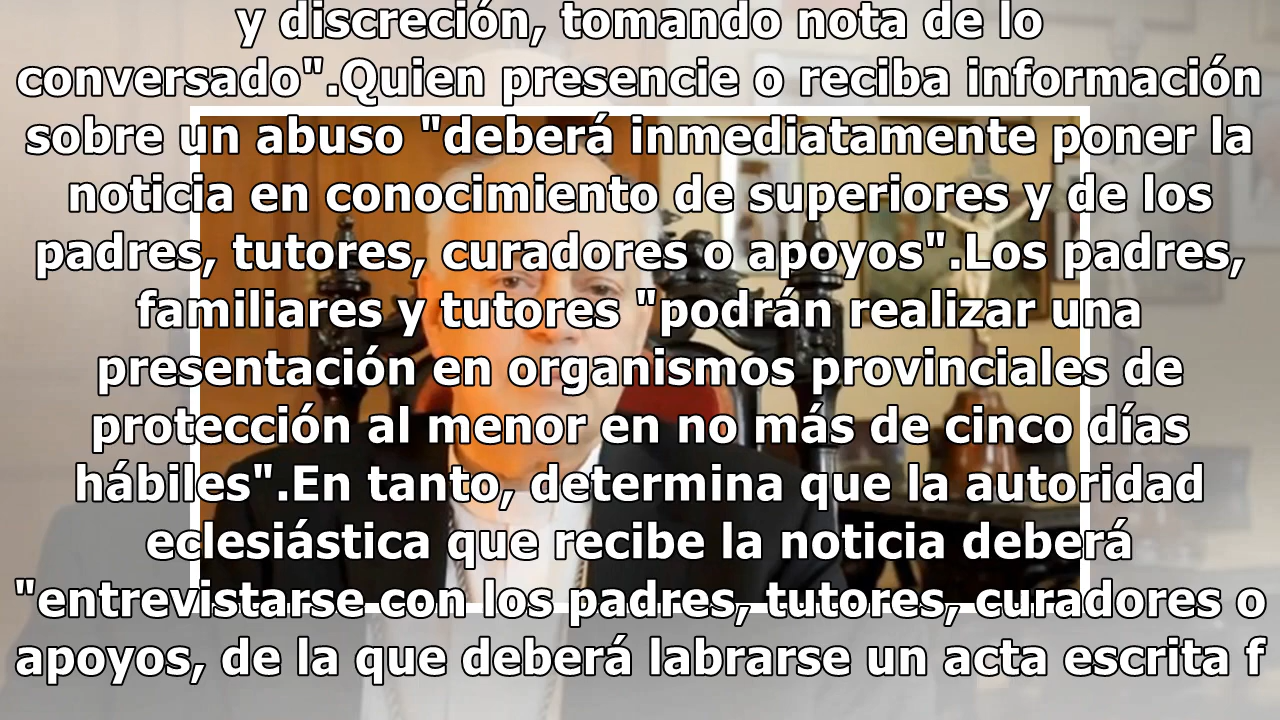 y discreción, tomando nota de lo
conversado".Quien presencie o reciba información
sobre un abuso "deberá inmediatamente poner la
noticia en conocimiento de superiores y de los
padres, tutores, curadores o apoyos".Los padres,
familiares y tutores "podrán realizar una
presentación en organismos provinciales de
protección al menor en no más de cinco días
hábiles".En tanto, determina que la autoridad
eclesiástica que recibe la noticia deberá
"entrevistarse con los padres, tutores, curadores o
apoyos, de la que deberá labrarse un acta escrita f